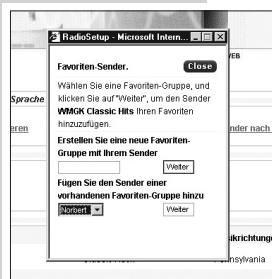 RadioSetup - Microsoft Intern...
Favoriten-Sender.
Close
Wählen Sie eine Favoriten-Gruppe, und
klicken Sie auf "Weiter", um den Sender
WMGK Classic Hits Ihren Favoriten
hinzuzufügen.
Erstellen Sie eine neue Favoriten-
Gruppe mit Ihrem Sender
Weiter
Fügen Sie den Sender einer
vorhandenen Favoriten-Gruppe hinzu
Norbert
Weiter
Sprache
eren
nder nach
sikrichtunge